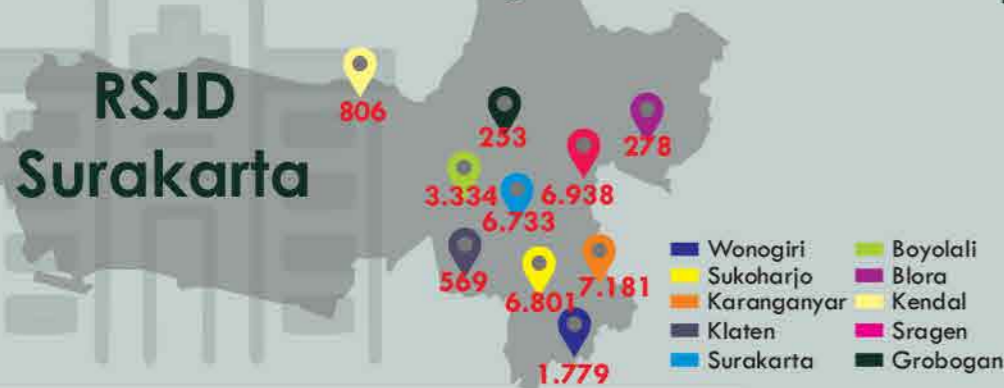 RSJD
Surakarta
806
253
278
3.334
6.938
6.733
569
6.801
7.181
1.779
Wonogiri
Sukoharjo
Karanganyar
Klaten
Surakarta
Boyolali
Blora
Kendal
Sragen
Grobogan